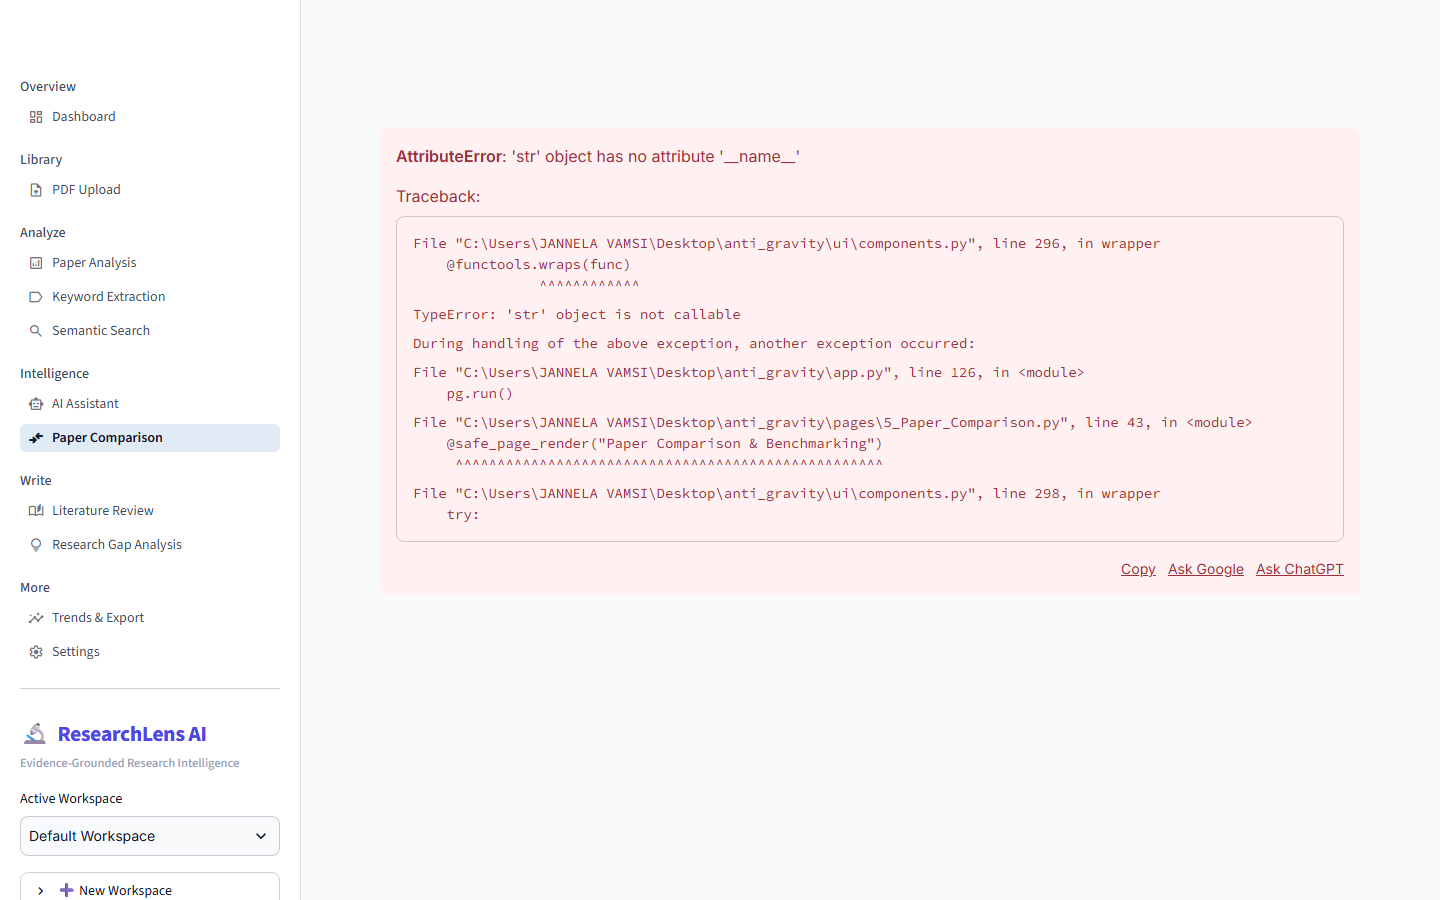 Overview
Dashboard
Library
PDF Upload
Analyze
Paper Analysis
Keyword Extraction
Semantic Search
Intelligence
AI Assistant
Paper Comparison
Write
Literature Review
Research Gap Analysis
More
Trends & Export
Settings
ResearchLens AI
Evidence-Grounded Research Intelligence
Active Workspace
Default Workspace
New Workspace
AttributeError: 'str' object has no attribute '__name__'
Traceback:
File "C:\Users\JANNELA VAMSI\Desktop\anti_gravity\ui\components.py", line 296, in wrapper
    @functools.wraps(func)
               ^^^^^^^^^^^^
TypeError: 'str' object is not callable
During handling of the above exception, another exception occurred:
File "C:\Users\JANNELA VAMSI\Desktop\anti_gravity\app.py", line 126, in <module>
    pg.run()
File "C:\Users\JANNELA VAMSI\Desktop\anti_gravity\pages\5_Paper_Comparison.py", line 43, in <module>
    @safe_page_render("Paper Comparison & Benchmarking")
     ^^^^^^^^^^^^^^^^^^^^^^^^^^^^^^^^^^^^^^^^^^^^^^^^^^^
File "C:\Users\JANNELA VAMSI\Desktop\anti_gravity\ui\components.py", line 298, in wrapper
    try:
Copy Ask Google Ask ChatGPT